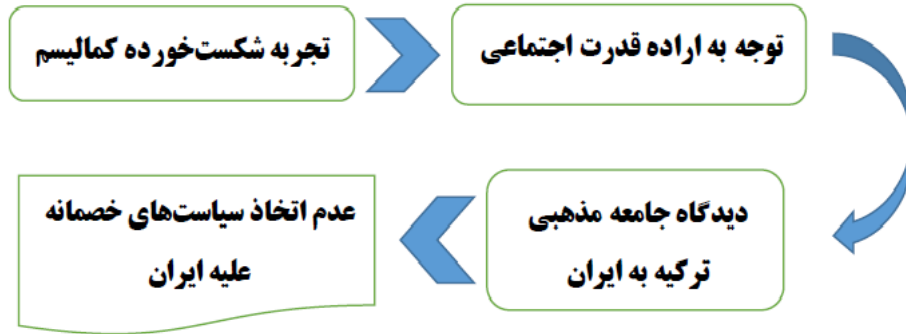 تجربه شکست‌خورده کمالیسم
توجه به اراده قدرت اجتماعی
دیدگاه جامعه مذهبی
ترکیه به ایران
عدم اتخاذ سیاست‌های خصمانه
علیه ایران